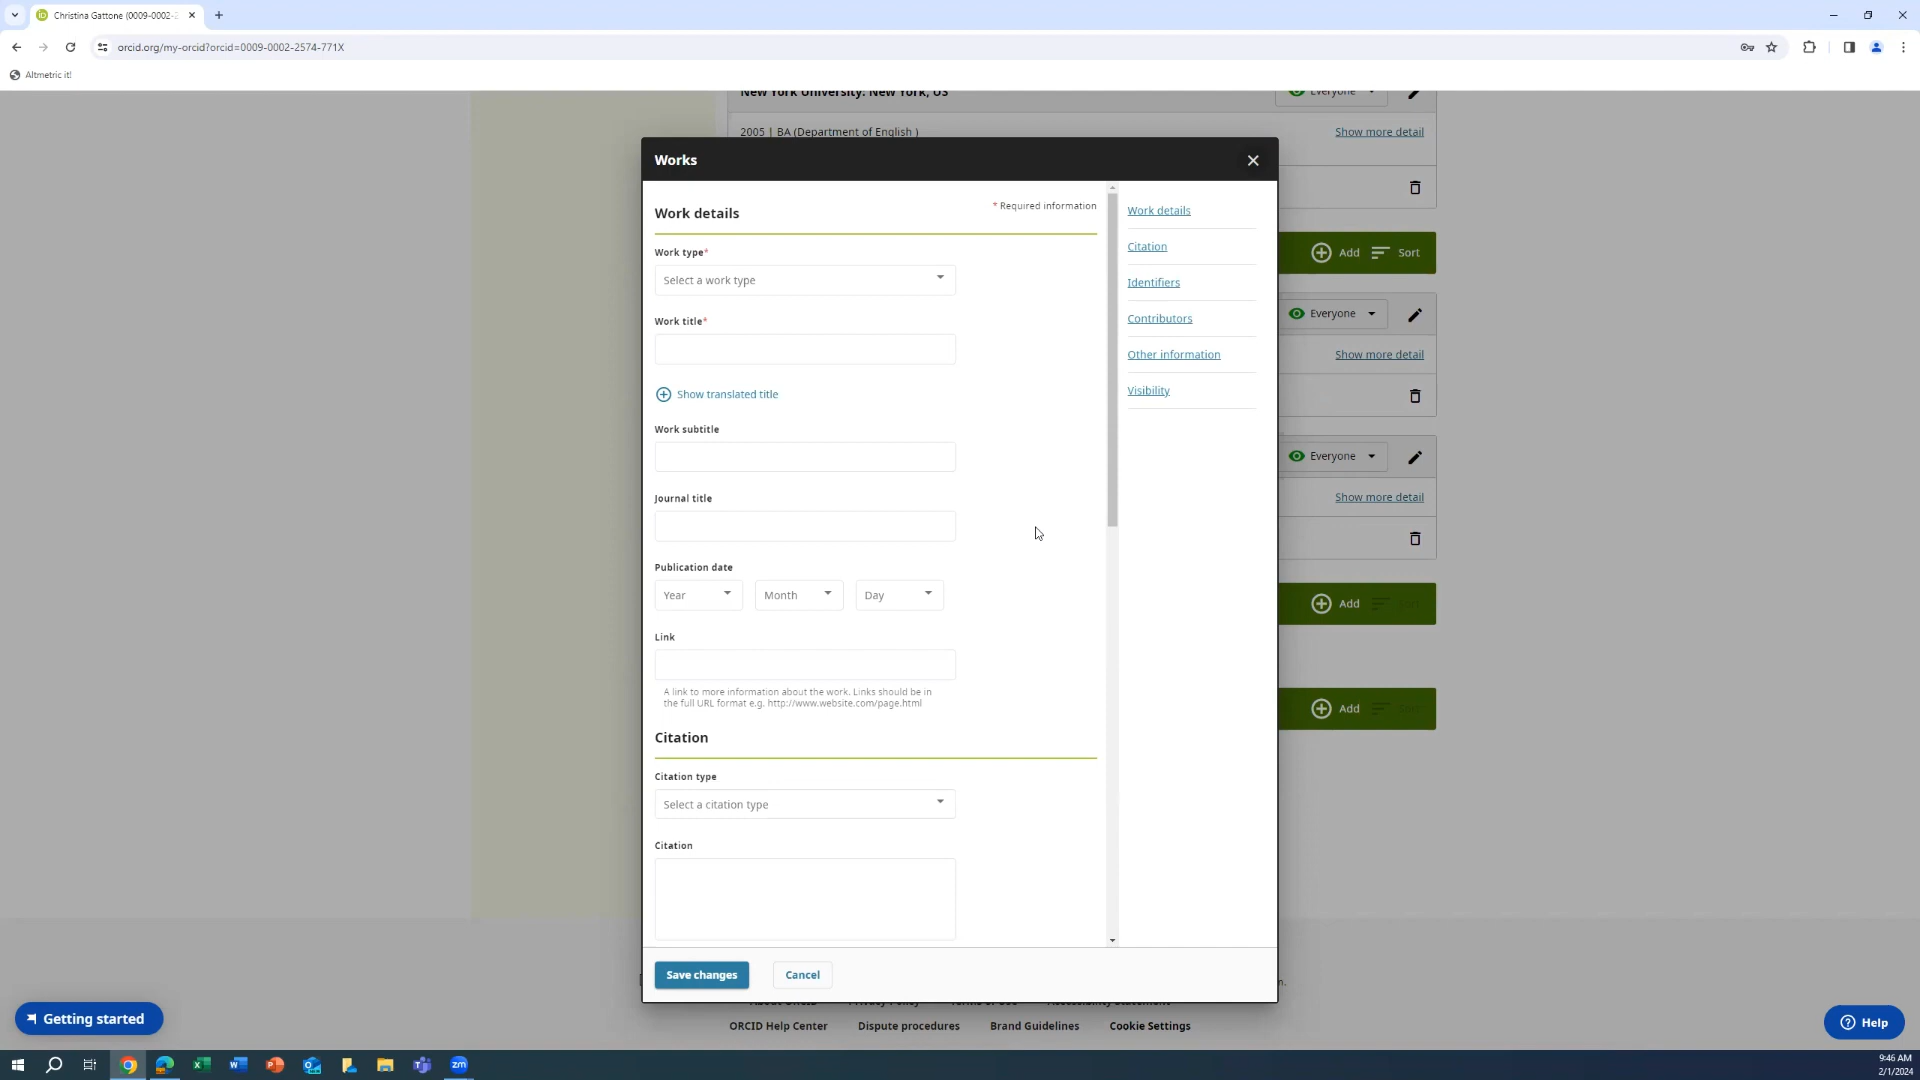 Christina Gattone (0009-0002-2
orcid.org/my-orcid?orcid=0009-0002-2574-771X
Altmetric it!
New York University: New York, US
Everyone
2005 | BA (Department of English )
Show more detail
Works
Work details
* Required information
Work type*
Select a work type
Work title*
Show translated title
Work subtitle
Journal title
Publication date
Year
Month
Day
Link
A link to more information about the work. Links should be in
the full URL format e.g. http://www.website.com/page.html
Citation
Citation type
Select a citation type
Citation
Work details
Citation
Identifiers
Contributors
Other information
Visibility
Add
Sort
Everyone
Show more detail
Everyone
Show more detail
Add
Sort
Add
Save changes
Cancel
ORCID Help Center
Dispute procedures
Brand Guidelines
Cookie Settings
Getting started
Help
9:46 AM
2/1/2024